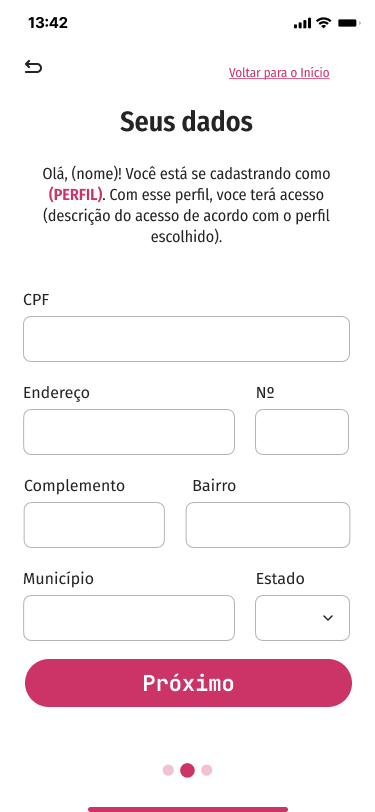 13:42
Voltar para o Início
Seus dados
Olá, (nome)! Você está se cadastrando como
(PERFIL). Com esse perfil, voce terá acesso
(descrição do acesso de acordo com o perfil
escolhido).
CPF
Endereço Nº
Complemento Bairro
Município Estado
Próximo